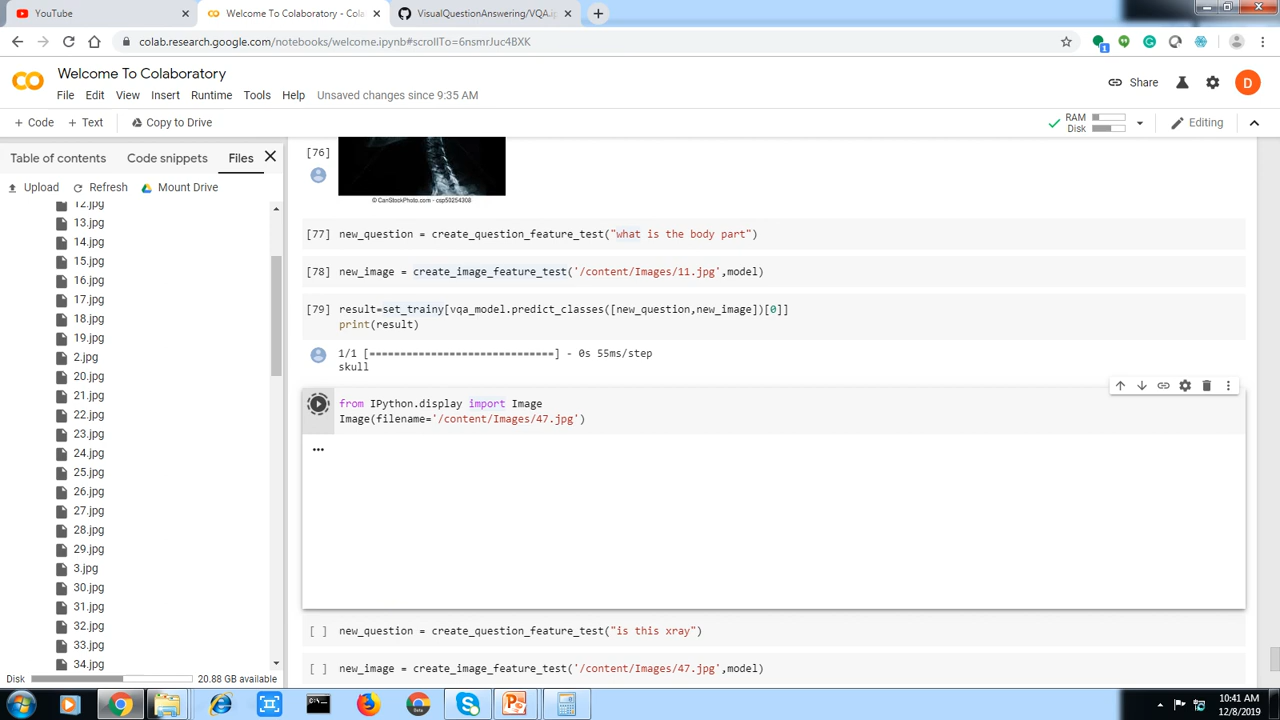 YouTube
Welcome To Colaboratory - Cola
VisualQuestionAnswering/VQA_at
colab.research.google.com/notebooks/welcome.ipynb#scrollTo=6nsmrJuc4BXK
1
Welcome To Colaboratory
Share
D
File Edit View Insert Runtime Tools Help Unsaved changes since 9:35 AM
+ Code + Text Copy to Drive
RAM
Disk
Editing
Table of contents Code snippets Files
Upload Refresh Mount Drive
12.jpg
13.jpg
14.jpg
15.jpg
16.jpg
17.jpg
18.jpg
19.jpg
2.jpg
20.jpg
21.jpg
22.jpg
23.jpg
24.jpg
25.jpg
26.jpg
27.jpg
28.jpg
29.jpg
3.jpg
30.jpg
31.jpg
32.jpg
33.jpg
34.jpg
Disk 20.88 GB available
[76]
© CanStockPhoto.com - csp50254308
[77] new_question = create_question_feature_test("what is the body part")
[78] new_image = create_image_feature_test('/content/Images/11.jpg',model)
[79] result=set_trainy[vqa_model.predict_classes([new_question,new_image])[0]]
print(result)
1/1 [==============================] - 0s 55ms/step
skull
from IPython.display import Image
Image(filename='/content/Images/47.jpg')
...
[ ] new_question = create_question_feature_test("is this xray")
[ ] new_image = create_image_feature_test('/content/Images/47.jpg',model)
10:41 AM
12/8/2019